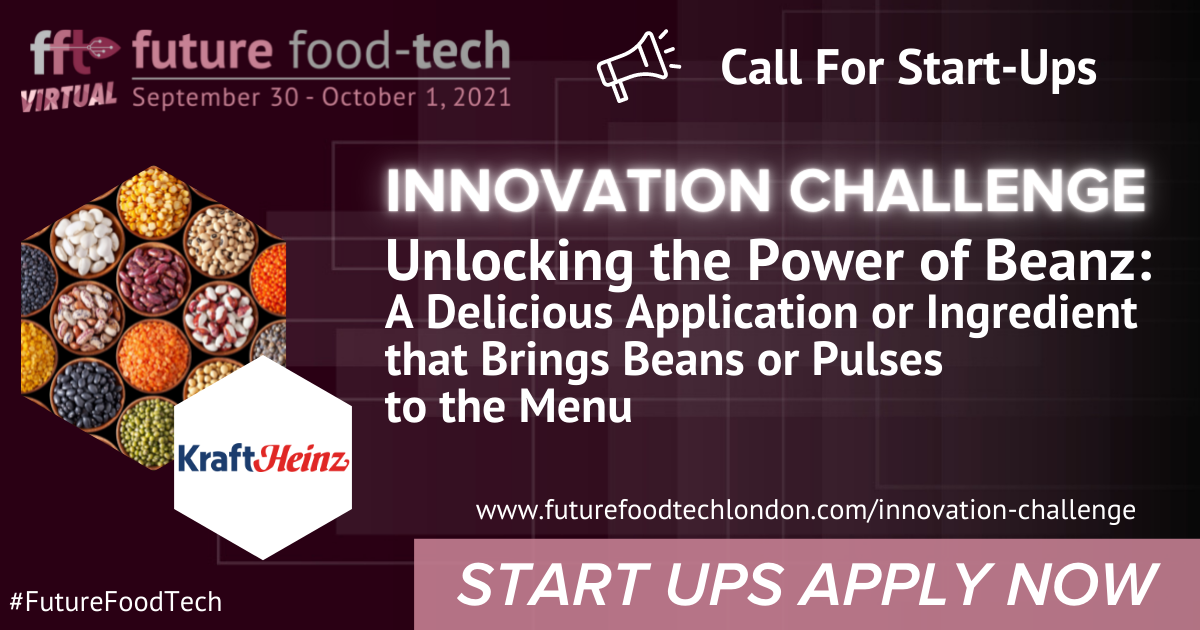 fft future food-tech
VIRTUAL September 30 - October 1, 2021
Call For Start-Ups
INNOVATION CHALLENGE
Unlocking the Power of Beanz:
A Delicious Application or Ingredient
that Brings Beans or Pulses
to the Menu
KraftHeinz
www.futurefoodtechlondon.com/innovation-challenge
START UPS APPLY NOW
#FutureFoodTech